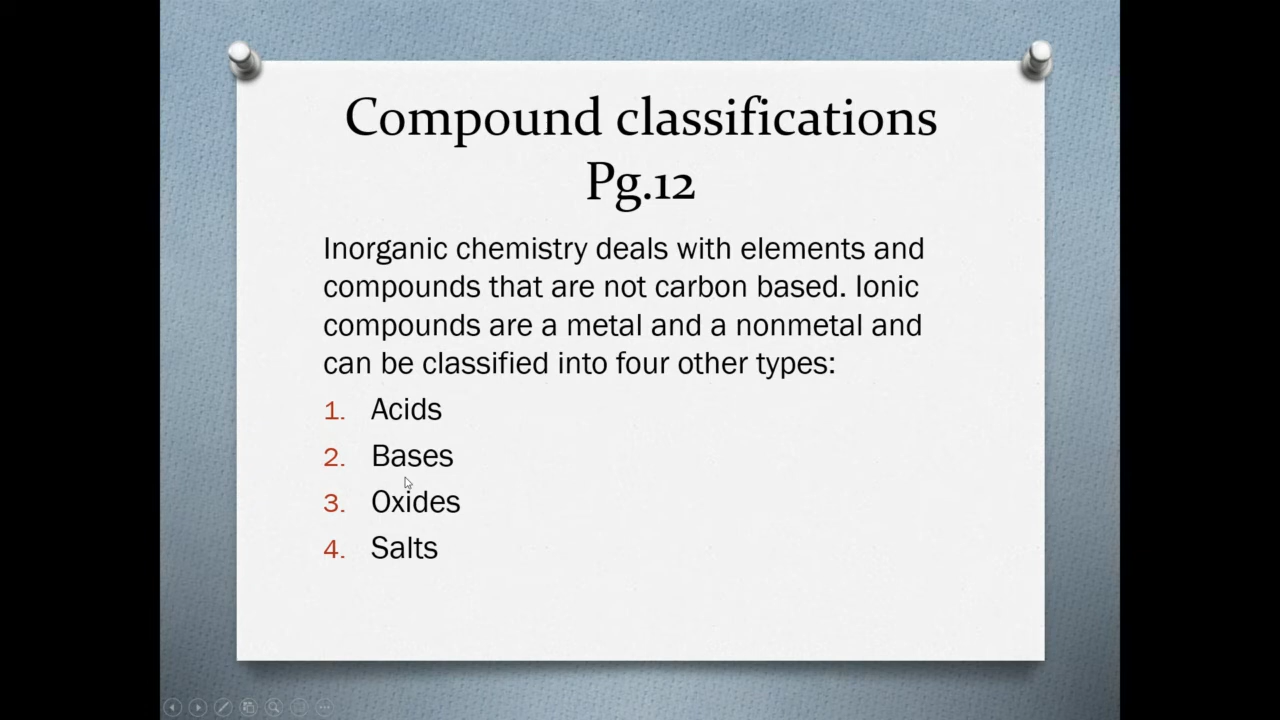 Compound classifications
Pg.12
Inorganic chemistry deals with elements and
compounds that are not carbon based. Ionic
compounds are a metal and a nonmetal and
can be classified into four other types:
1. Acids
2. Bases
3. Oxides
4. Salts